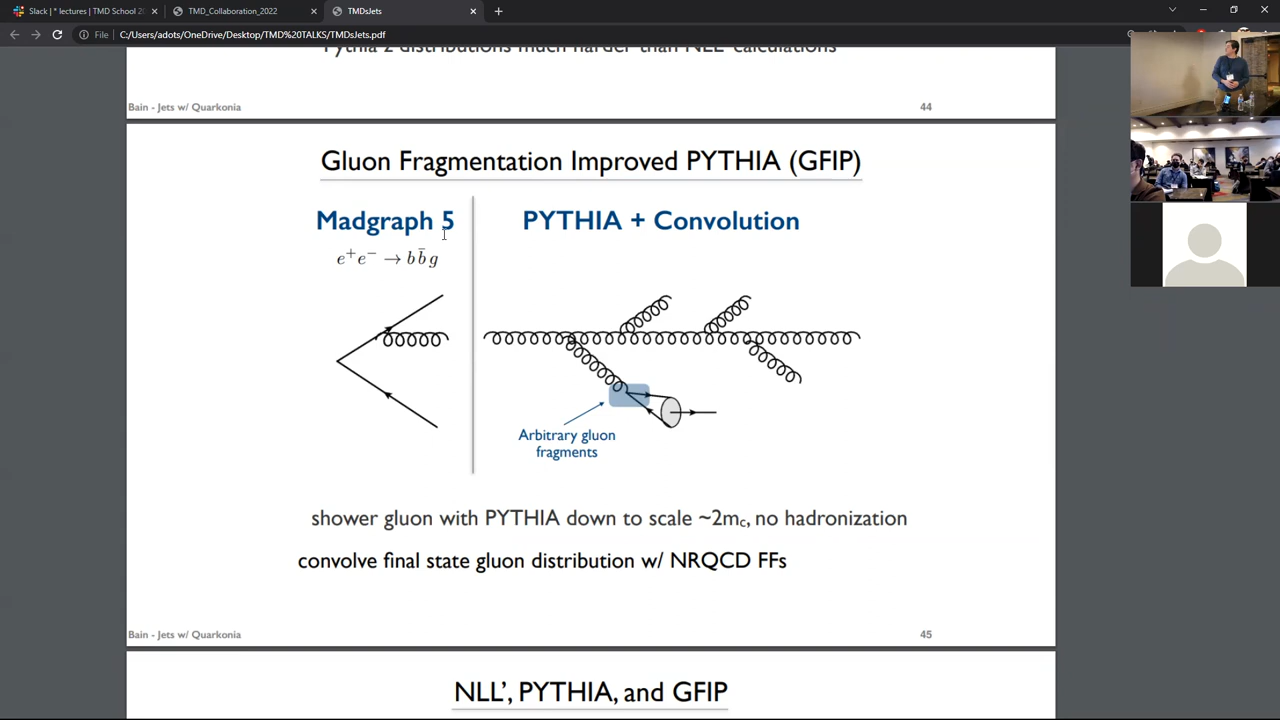 Slack | * lectures | TMD School 20
TMD_Collaboration_2022
TMDsJets
File
C:/Users/adots/OneDrive/Desktop/TMD%20TALKS/TMDsJets.pdf
Pythia 2 distributions much harder than NLL' calculations
Bain - Jets w/ Quarkonia
44
Gluon Fragmentation Improved PYTHIA (GFIP)
Madgraph 5
PYTHIA + Convolution
e⁺e⁻ → b b̄ g
Arbitrary gluon
fragments
shower gluon with PYTHIA down to scale ~2m_c, no hadronization
convolve final state gluon distribution w/ NRQCD FFs
Bain - Jets w/ Quarkonia
45
NLL', PYTHIA, and GFIP